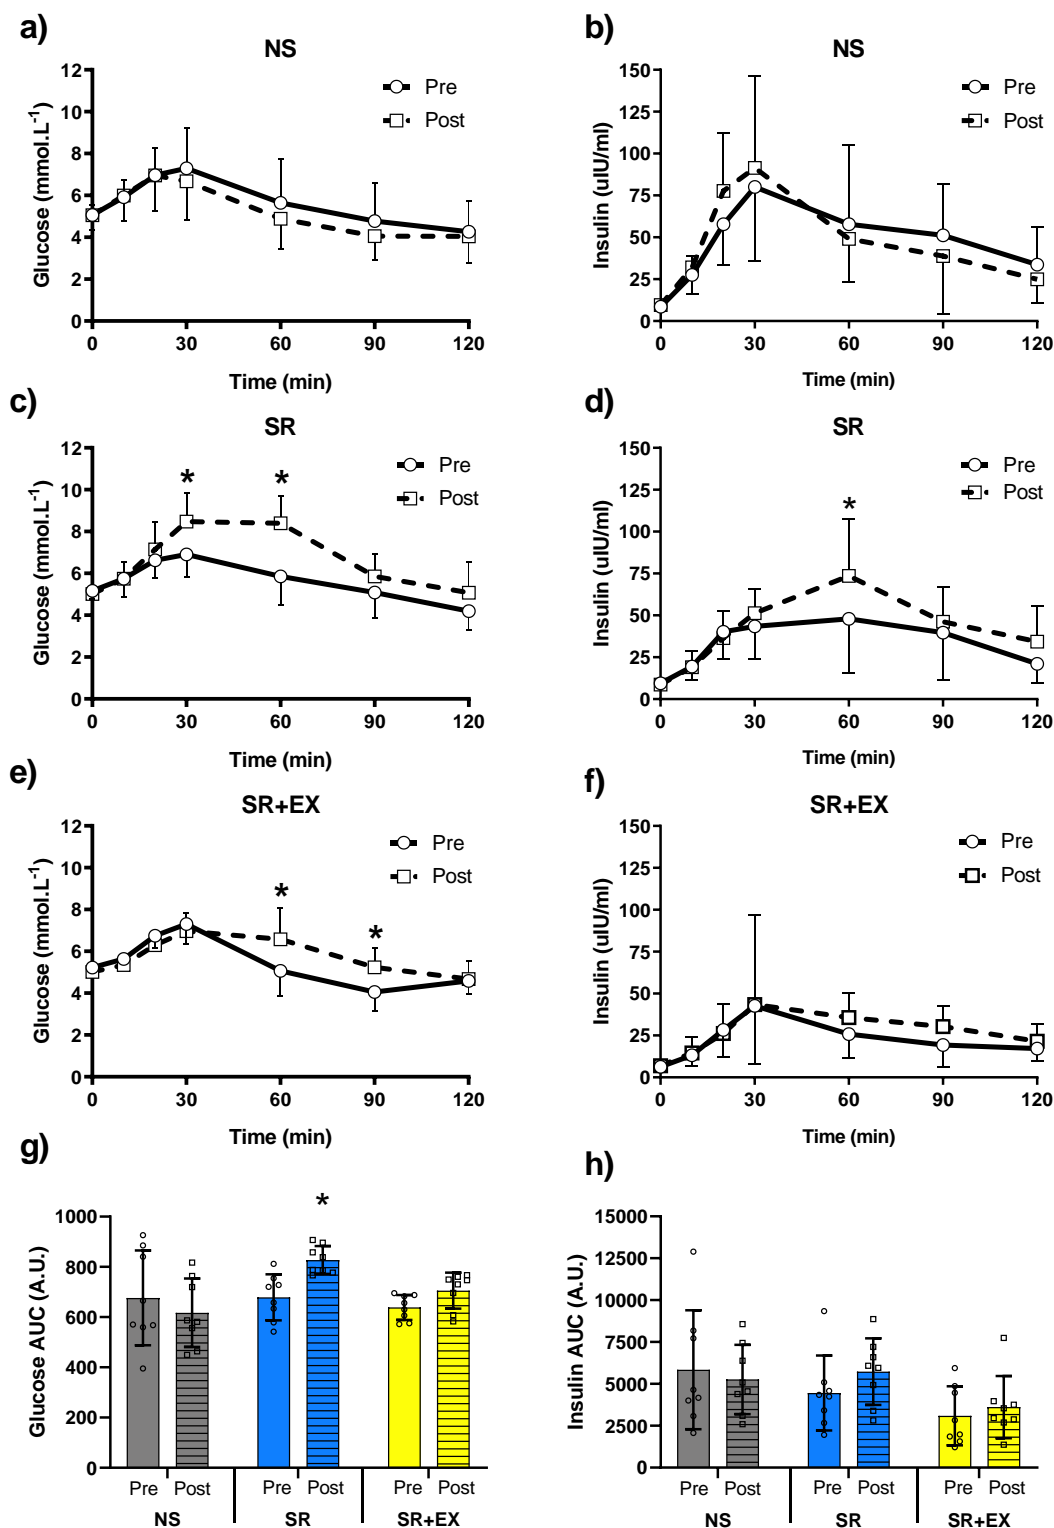 a)
NS
Glucose (mmol.L⁻¹)
12
10
8
6
4
2
0
0 30 60 90 120
Time (min)
Pre
Post
b)
NS
Insulin (uIU/ml)
150
125
100
75
50
25
0
0 30 60 90 120
Time (min)
Pre
Post
c)
SR
Glucose (mmol.L⁻¹)
12
10
8
6
4
2
0
0 30 60 90 120
Time (min)
Pre
Post
* *
d)
SR
Insulin (uIU/ml)
150
125
100
75
50
25
0
0 30 60 90 120
Time (min)
Pre
Post
*
e)
SR+EX
Glucose (mmol.L⁻¹)
12
10
8
6
4
2
0
0 30 60 90 120
Time (min)
Pre
Post
*
*
f)
SR+EX
Insulin (uIU/ml)
150
125
100
75
50
25
0
0 30 60 90 120
Time (min)
Pre
Post
g)
Glucose AUC (A.U.)
1000
800
600
400
200
0
*
Pre Post Pre Post Pre Post
NS SR SR+EX
h)
Insulin AUC (A.U.)
15000
12500
10000
7500
5000
2500
0
Pre Post Pre Post Pre Post
NS SR SR+EX